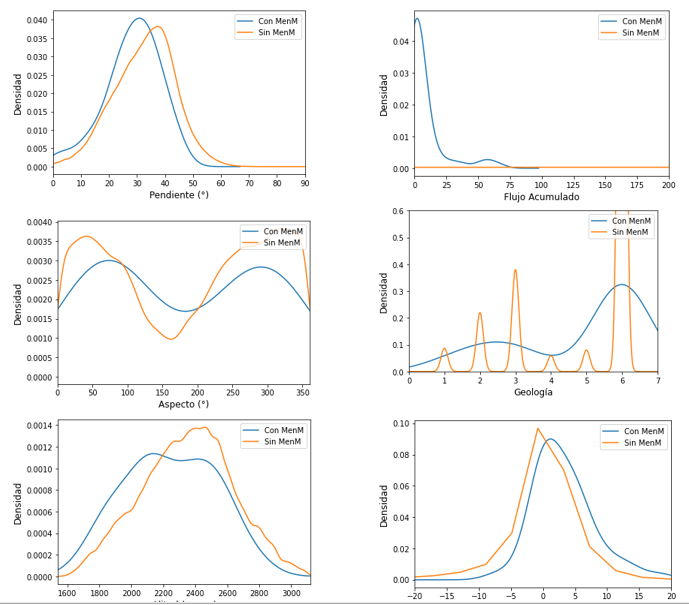 Con MenM
Sin MenM
0.040
0.035
0.030
0.025
0.020
0.015
0.010
0.005
0.000
Densidad
0 10 20 30 40 50 60 70 80 90
Pendiente (°)
Con MenM
Sin MenM
0.04
0.03
0.02
0.01
0.00
Densidad
0 25 50 75 100 125 150 175 200
Flujo Acumulado
Con MenM
Sin MenM
0.0040
0.0035
0.0030
0.0025
0.0020
0.0015
0.0010
0.0005
0.0000
Densidad
0 50 100 150 200 250 300 350
Aspecto (°)
Con MenM
Sin MenM
0.6
0.5
0.4
0.3
0.2
0.1
0.0
Densidad
0 1 2 3 4 5 6 7
Geología
Con MenM
Sin MenM
0.0014
0.0012
0.0010
0.0008
0.0006
0.0004
0.0002
0.0000
Densidad
1600 1800 2000 2200 2400 2600 2800 3000
Con MenM
Sin MenM
0.10
0.08
0.06
0.04
0.02
0.00
Densidad
−20 −15 −10 −5 0 5 10 15 20